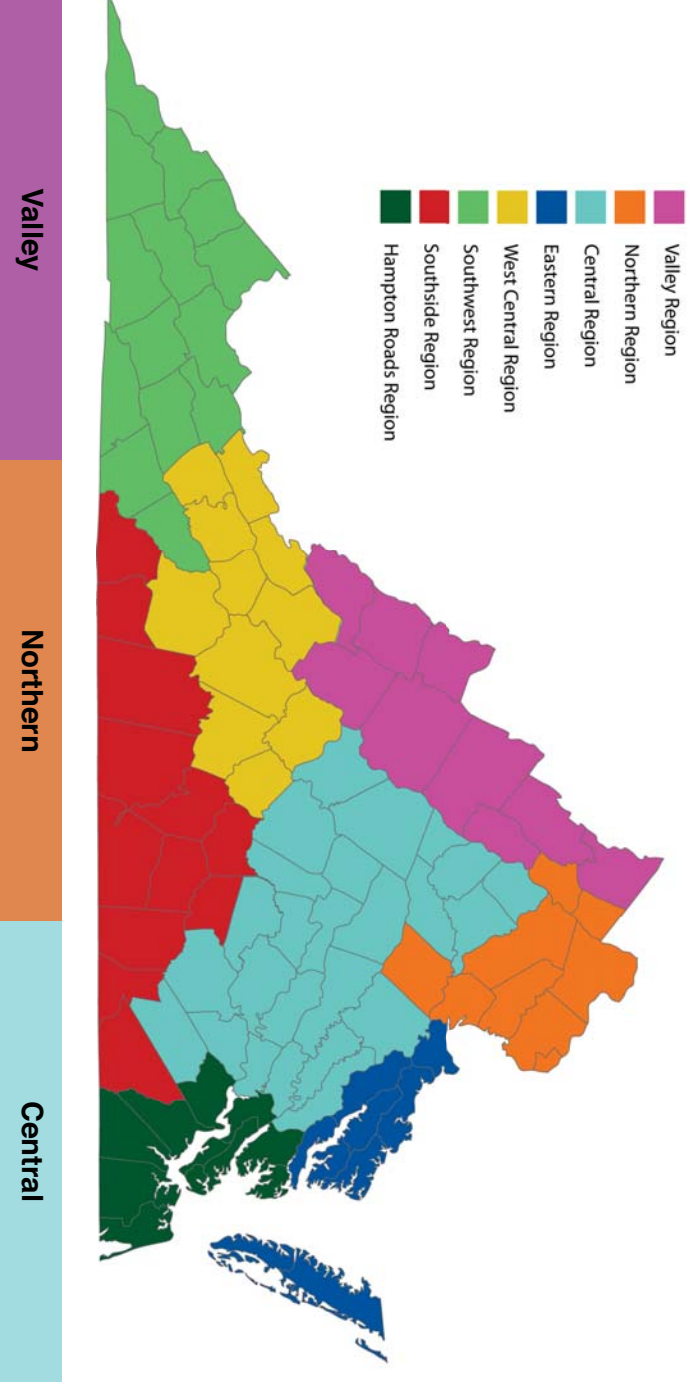 Valley Region
Northern Region
Central Region
Eastern Region
West Central Region
Southwest Region
Southside Region
Hampton Roads Region
Valley
Northern
Central